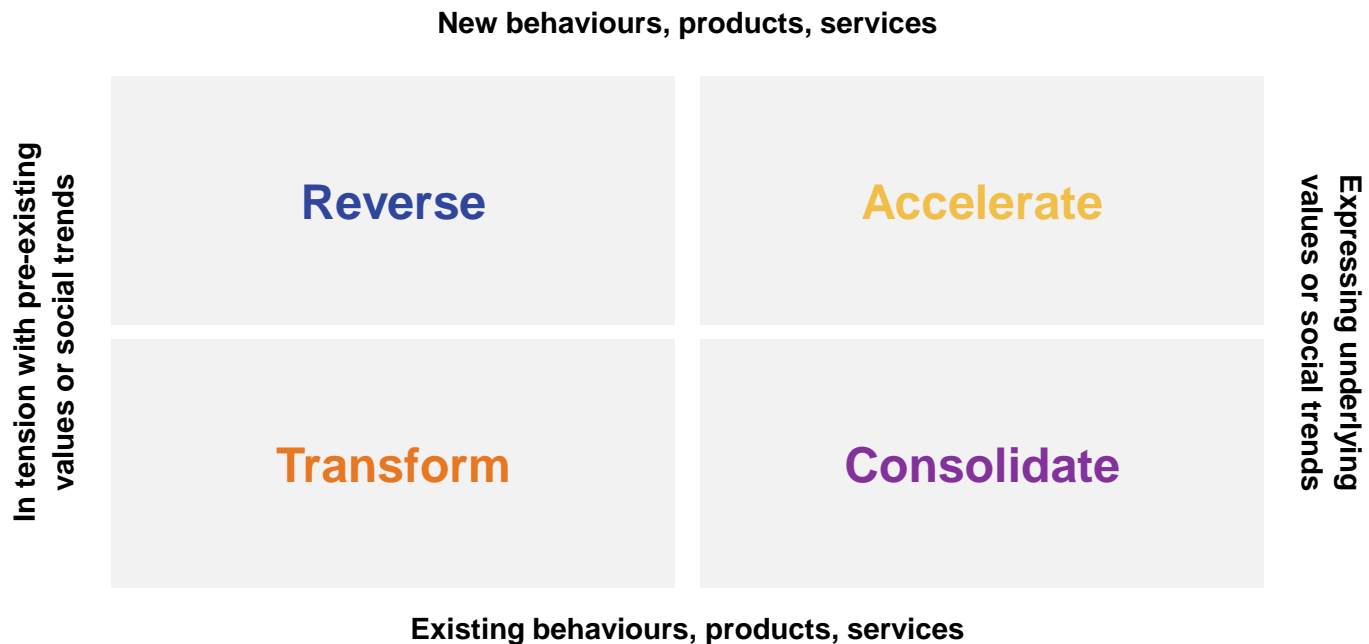 New behaviours, products, services
In tension with pre-existing
values or social trends
Reverse
Accelerate
Expressing underlying
values or social trends
Transform
Consolidate
Existing behaviours, products, services